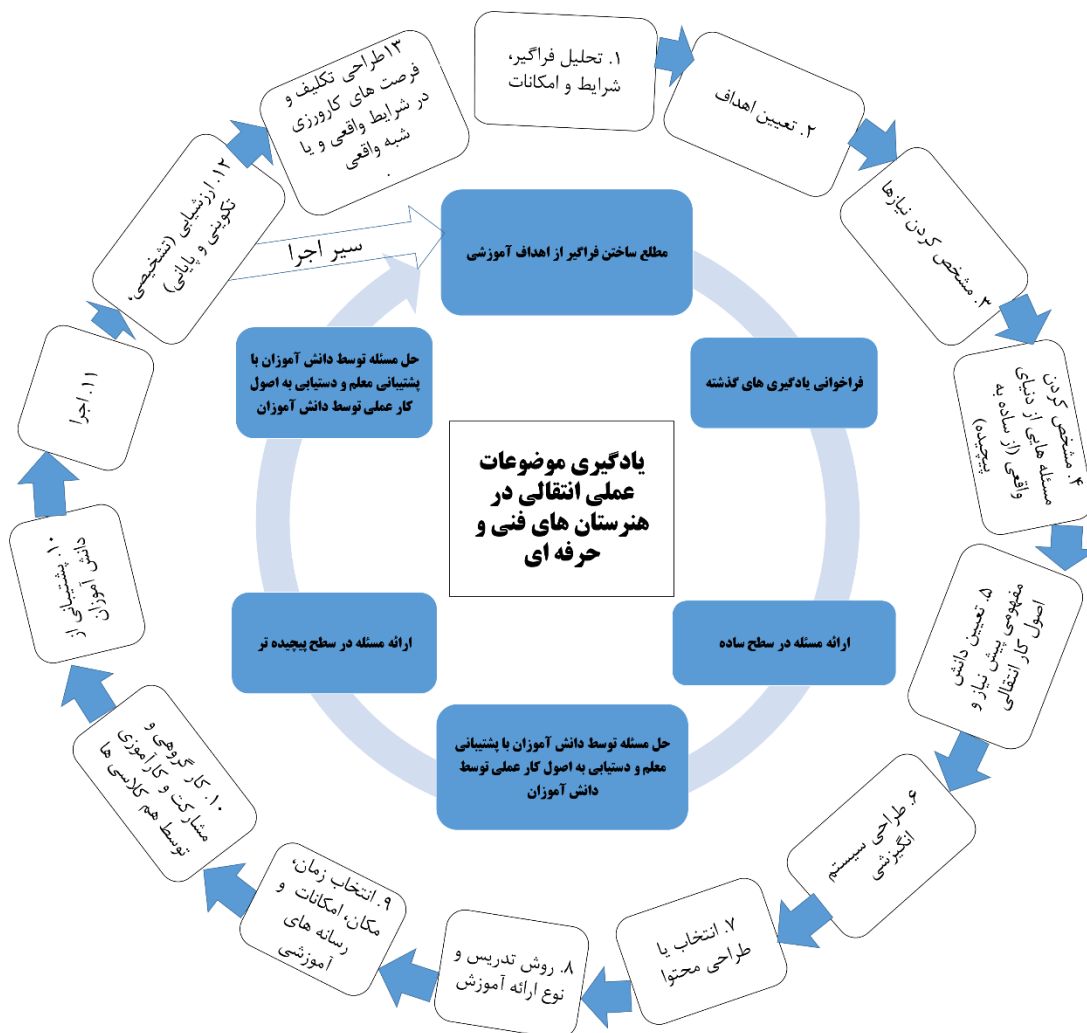 ۱. تحلیل فراگیر،
شرایط و امکانات
۲. تعیین اهداف
۳. مشخص کردن نیازها
۴. مشخص کردن
مسئله هایی از دنیای
واقعی (از ساده به
پیچیده)
۵. تعیین دانش
مفهومی پیش نیاز و
اصول کار انتقالی
۶. طراحی سیستم
انگیزشی
۷. انتخاب یا
طراحی محتوا
۸. روش تدریس و
نوع ارائه آموزش
۹. انتخاب زمان،
مکان، امکانات و
رسانه های
آموزشی
۱۰. کار گروهی و
مشارکت و کارآموزی
توسط هم کلاسی ها
۱۰. پشتیبانی از
دانش آموزان
۱۱. اجرا
۱۲. ارزشیابی (تشخیصی،
تکوینی و پایانی)
۱۳طراحی تکلیف و
فرصت های کارورزی
در شرایط واقعی و یا
شبه واقعی
.
سیر اجرا
مطلع ساختن فراگیر از اهداف آموزشی
فراخوانی یادگیری های گذشته
ارائه مسئله در سطح ساده
حل مسئله توسط دانش آموزان با پشتیبانی
معلم و دستیابی به اصول کار عملی توسط
دانش آموزان
ارائه مسئله در سطح پیچیده تر
حل مسئله توسط دانش آموزان با
پشتیبانی معلم و دستیابی به اصول
کار عملی توسط دانش آموزان
یادگیری موضوعات
عملی انتقالی در
هنرستان های فنی و
حرفه ای